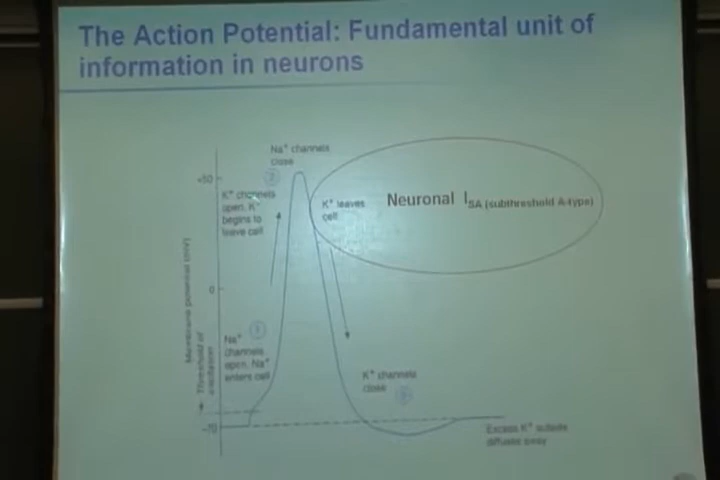 The Action Potential: Fundamental unit of
information in neurons
Na⁺ channels
close
+50
K⁺ channels
open, K⁺
begins to
leave cell
K⁺ leaves
cell
Neuronal I SA (subthreshold A-type)
Membrane potential (mV)
0
Na⁺
channels
open, Na⁺
enters cell
Threshold of
excitation
K⁺ channels
close
-70
Excess K⁺ outside
diffuses away